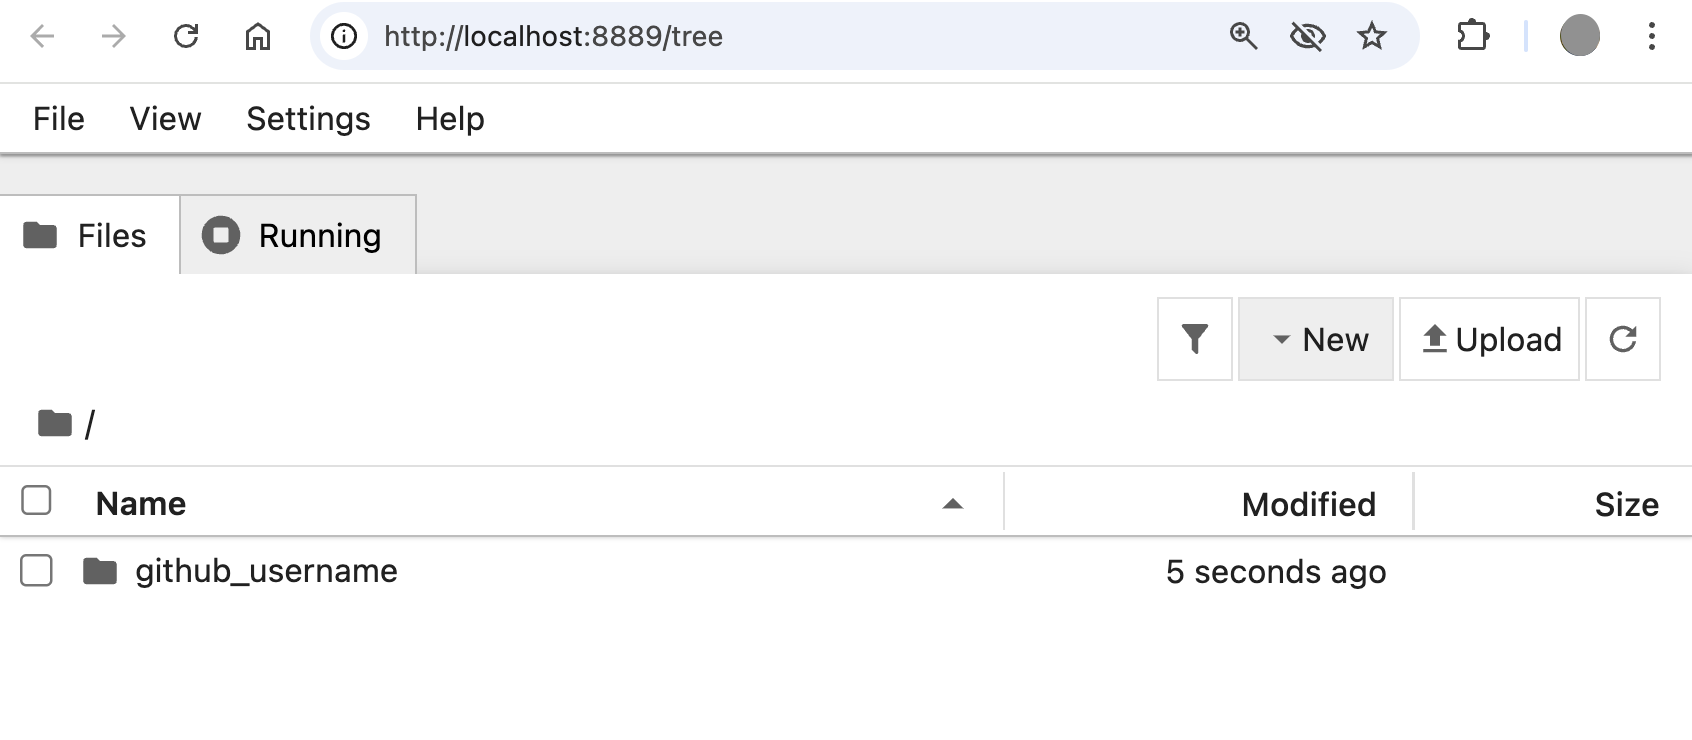 http://localhost:8889/tree
File View Settings Help
Files Running
New Upload
/
Name Modified Size
github_username 5 seconds ago